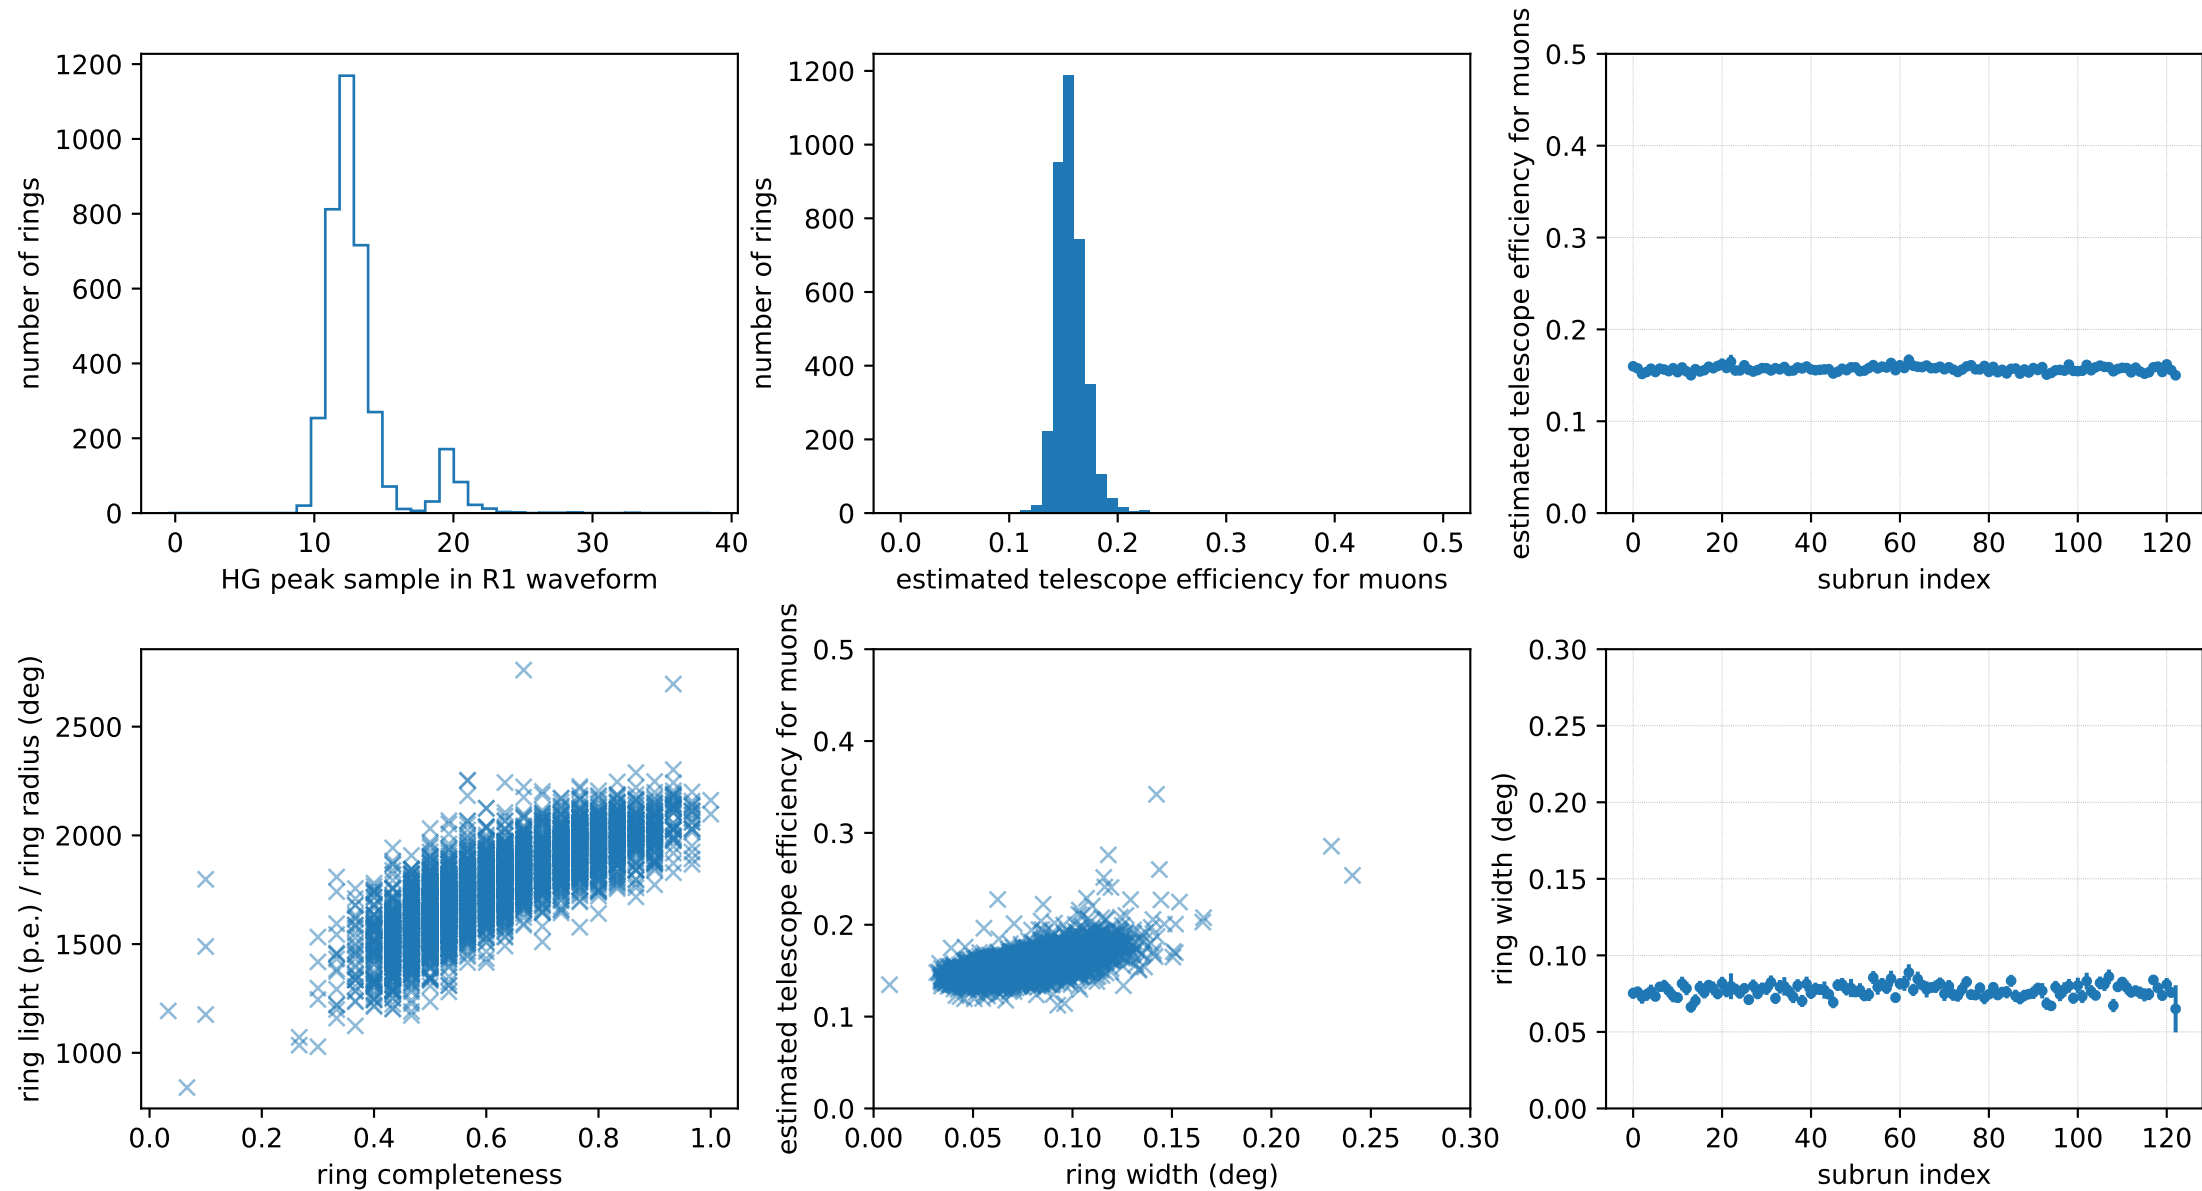 number of rings
1200
1000
800
600
400
200
0
0 10 20 30 40
HG peak sample in R1 waveform
number of rings
1200
1000
800
600
400
200
0
0.0 0.1 0.2 0.3 0.4 0.5
estimated telescope efficiency for muons
estimated telescope efficiency for muons
0.5
0.4
0.3
0.2
0.1
0.0
0 20 40 60 80 100 120
subrun index
ring light (p.e.) / ring radius (deg)
2500
2000
1500
1000
0.0 0.2 0.4 0.6 0.8 1.0
ring completeness
estimated telescope efficiency for muons
0.5
0.4
0.3
0.2
0.1
0.0
0.00 0.05 0.10 0.15 0.20 0.25 0.30
ring width (deg)
ring width (deg)
0.30
0.25
0.20
0.15
0.10
0.05
0.00
0 20 40 60 80 100 120
subrun index